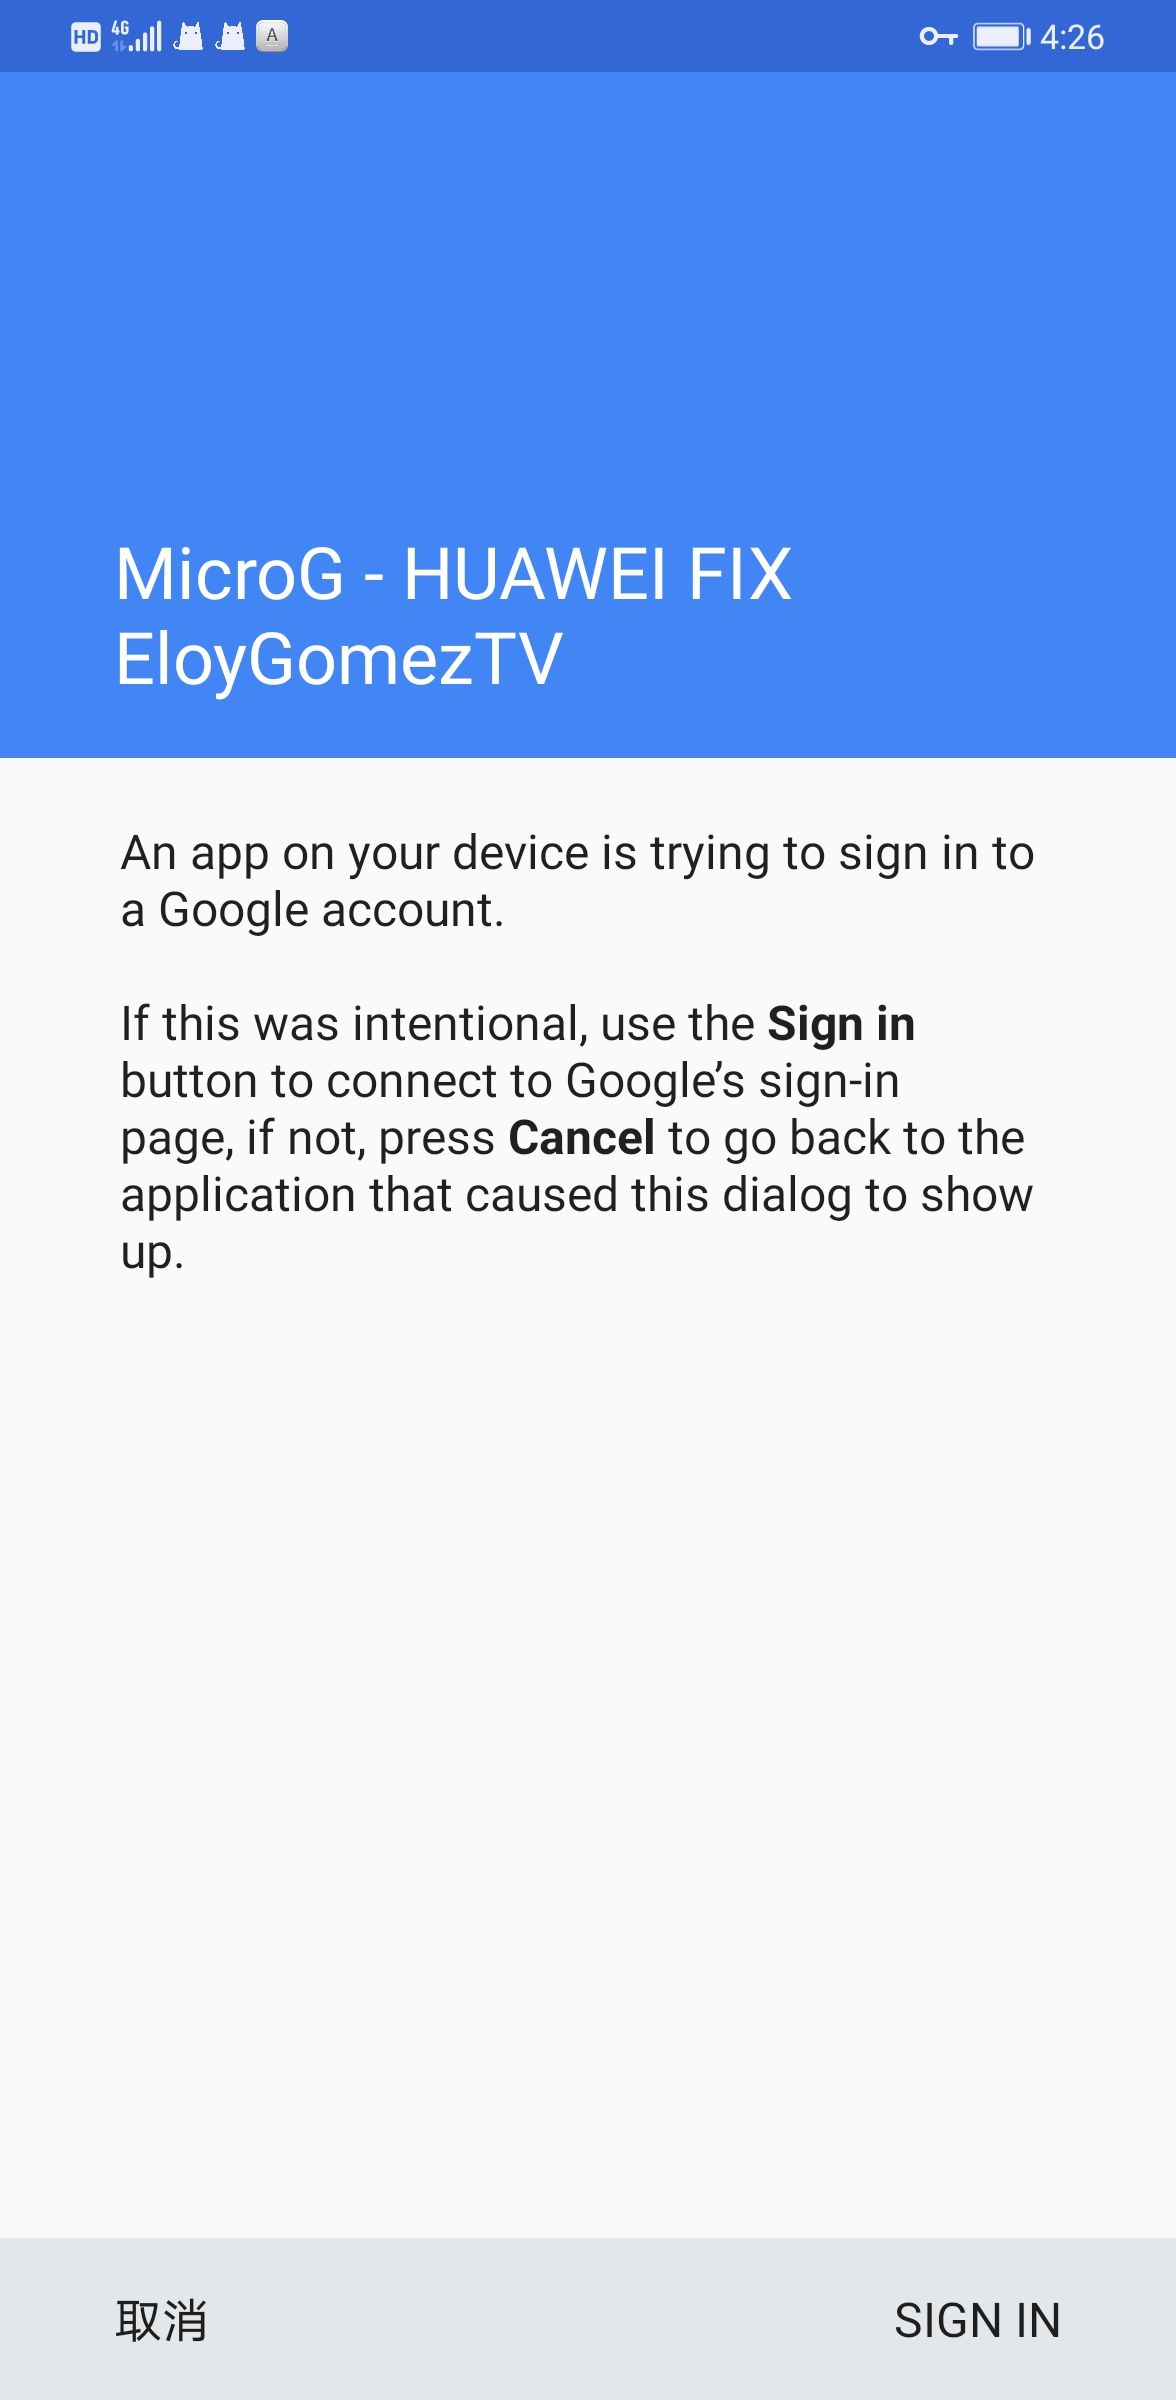 HD 4G A 4:26
MicroG - HUAWEI FIX
EloyGomezTV
An app on your device is trying to sign in to
a Google account.
If this was intentional, use the Sign in
button to connect to Google’s sign-in
page, if not, press Cancel to go back to the
application that caused this dialog to show
up.
取消 SIGN IN